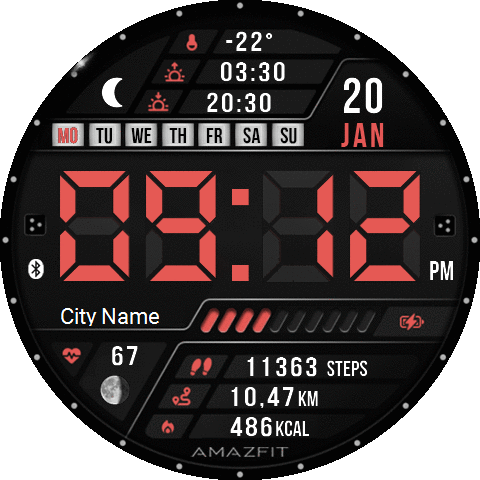 -22°
03:30
20:30
20
JAN
MO TU WE TH FR SA SU
09:12
PM
City Name
67
11363 STEPS
10,47 KM
486 KCAL
AMAZFIT